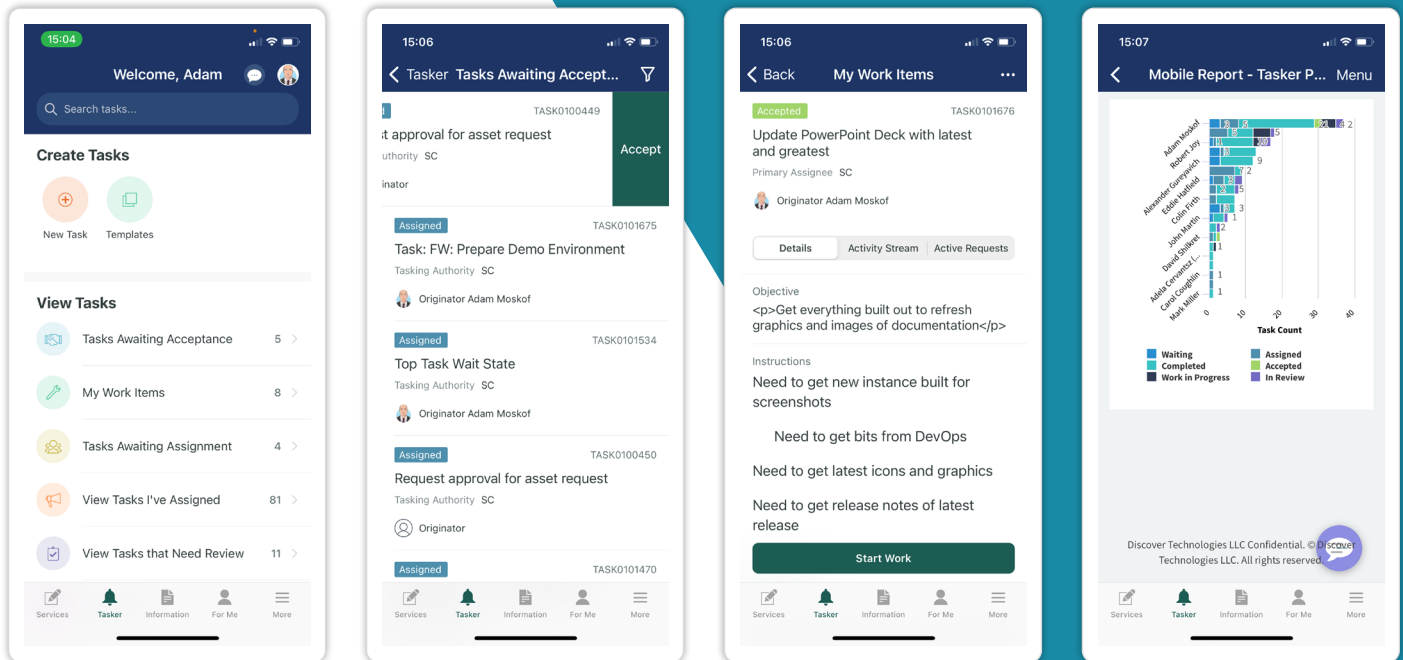 15:04
Welcome, Adam
Search tasks...
Create Tasks
New Task
Templates
View Tasks
Tasks Awaiting Acceptance 5
My Work Items 8
Tasks Awaiting Assignment 4
View Tasks I've Assigned 81
View Tasks that Need Review 11
Services Tasker Information For Me More
15:06
Tasker Tasks Awaiting Accept...
TASK0100449
st approval for asset request
uthority SC
inator
Accept
Assigned TASK0101675
Task: FW: Prepare Demo Environment
Tasking Authority SC
Originator Adam Moskof
Assigned TASK0101534
Top Task Wait State
Tasking Authority SC
Originator Adam Moskof
Assigned TASK0100450
Request approval for asset request
Tasking Authority SC
Originator
Assigned TASK0101470
Services Tasker Information For Me More
15:06
Back My Work Items
Accepted TASK0101676
Update PowerPoint Deck with latest
and greatest
Primary Assignee SC
Originator Adam Moskof
Details Activity Stream Active Requests
Objective
<p>Get everything built out to refresh
graphics and images of documentation</p>
Instructions
Need to get new instance built for
screenshots
Need to get bits from DevOps
Need to get latest icons and graphics
Need to get release notes of latest
release
Start Work
Services Tasker Information For Me More
15:07
Mobile Report - Tasker P... Menu
Adam Moskof
Robert Joy
Alexander Gureyavich
Eddie Hatfield
Colin Firth
John Martin
David Shilkret
Adela Cervantsz (...
Carol Coughlin
Mark Miller
0 10 20 30 40
Task Count
Waiting Assigned
Completed Accepted
Work in Progress In Review
Discover Technologies LLC Confidential. © Discover
Technologies LLC. All rights reserved.
Services Tasker Information For Me More